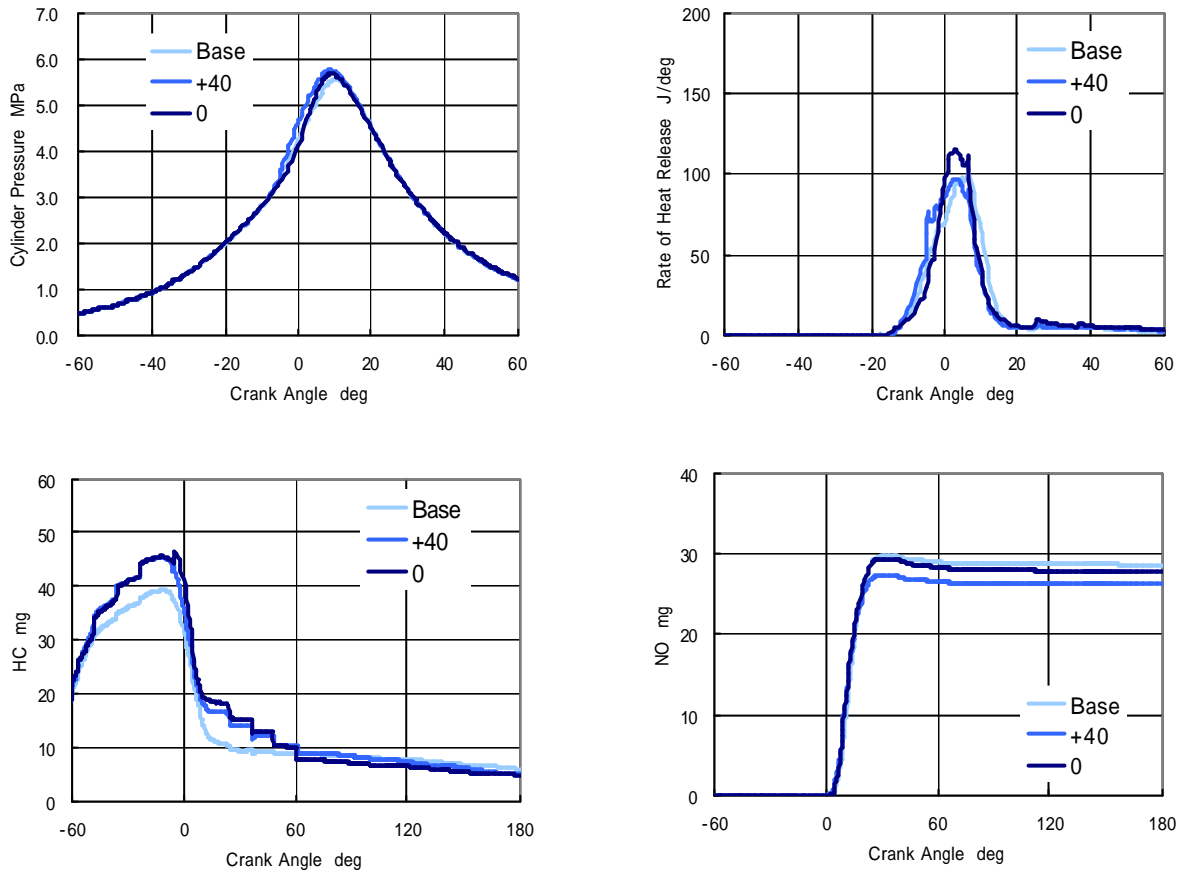 7.0
6.0
5.0
4.0
3.0
2.0
1.0
0.0
Cylinder Pressure MPa
Base
+40
0
-60 -40 -20 0 20 40 60
Crank Angle deg
200
150
100
50
0
Rate of Heat Release J/deg
Base
+40
0
-60 -40 -20 0 20 40 60
Crank Angle deg
60
50
40
30
20
10
0
HC mg
Base
+40
0
-60 0 60 120 180
Crank Angle deg
40
30
20
10
0
NO mg
Base
+40
0
-60 0 60 120 180
Crank Angle deg